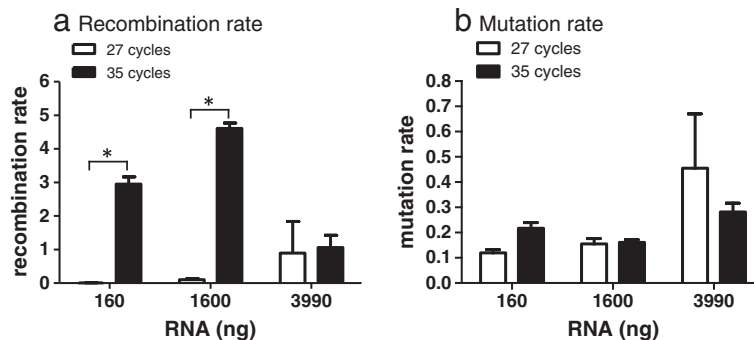 a Recombination rate
27 cycles
35 cycles
recombination rate
6
5
4
3
2
1
0
*
*
160
1600
3990
RNA (ng)
b Mutation rate
27 cycles
35 cycles
mutation rate
0.8
0.7
0.6
0.5
0.4
0.3
0.2
0.1
0.0
160
1600
3990
RNA (ng)